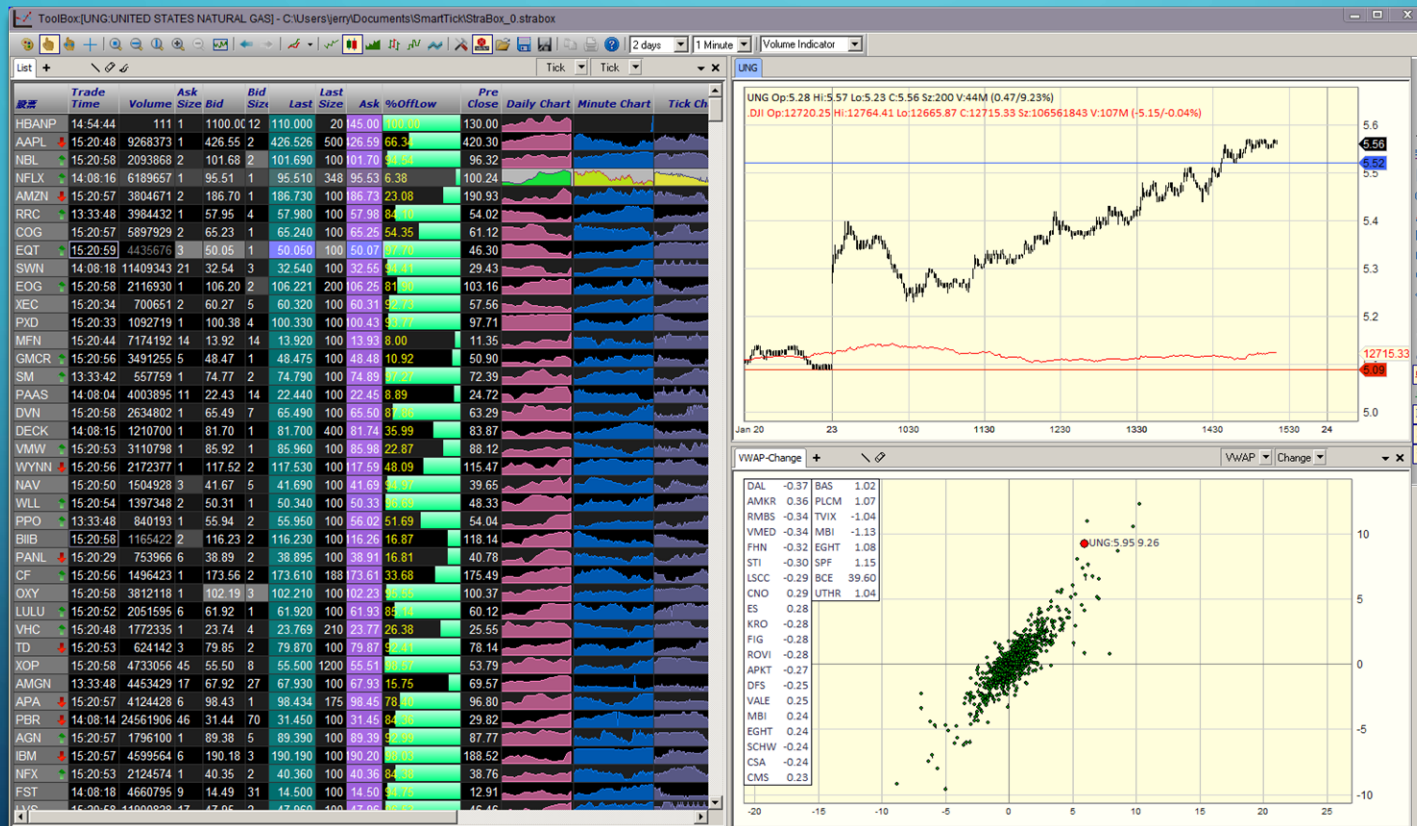 ToolBox:[UNG:UNITED STATES NATURAL GAS] - C:\Users\jerry\Documents\SmartTick\StraBox_0.strabox
2 days 1 Minute Volume Indicator
List + Tick Tick
股票 Trade Time Volume Ask Size Bid Bid Size Last Last Size Ask %OffLow Pre Close Daily Chart Minute Chart Tick Ch
HBANP 14:54:44 111 1 1100.00 12 110.000 20 145.00 100.00 130.00
AAPL 15:20:48 9268373 1 426.55 2 426.526 500 426.59 66.34 420.30
NBL 15:20:58 2093868 2 101.68 2 101.690 100 101.70 94.54 96.32
NFLX 14:08:16 6189657 1 95.51 1 95.510 348 95.53 6.38 100.24
AMZN 15:20:57 3804671 2 186.70 1 186.730 100 186.73 23.08 190.93
RRC 13:33:48 3984432 1 57.95 4 57.980 100 57.98 84.10 54.02
COG 15:20:57 5897929 2 65.23 1 65.240 100 65.25 54.35 61.12
EQT 15:20:59 4435676 3 50.05 1 50.050 100 50.07 46.30
SWN 14:08:18 11409343 21 32.54 3 32.540 100 32.55 94.41 29.43
EOG 15:20:58 2116930 1 106.20 2 106.221 200 106.25 81.90 103.16
XEC 15:20:34 700651 2 60.27 5 60.320 100 60.31 92.73 57.56
PXD 15:20:33 1092719 1 100.38 4 100.330 100 100.43 93.77 97.71
MFN 15:20:44 7174192 14 13.92 14 13.920 100 13.93 8.00 11.35
GMCR 15:20:56 3491255 5 48.47 1 48.475 100 48.48 10.92 50.90
SM 13:33:42 557759 1 74.77 2 74.790 100 74.89 97.27 72.39
PAAS 14:08:04 4003895 11 22.43 14 22.440 100 22.45 8.89 24.72
DVN 15:20:58 2634802 1 65.49 7 65.490 100 65.50 63.29
DECK 14:08:15 1210700 1 81.70 1 81.700 400 81.74 35.99 83.87
VMW 15:20:53 3110798 1 85.92 1 85.960 100 85.98 22.87 88.12
WYNN 15:20:56 2172377 1 117.52 2 117.530 100 117.59 48.09 115.47
NAV 15:20:50 1504928 3 41.67 5 41.690 100 41.69 94.97 39.65
WLL 15:20:54 1397348 2 50.31 1 50.340 100 50.33 96.69 48.33
PPO 13:33:48 840193 1 55.94 2 55.950 100 56.02 51.69 54.04
BIIB 15:20:58 1165422 2 116.23 2 116.230 100 116.26 16.87 118.14
PANL 15:20:29 753966 6 38.89 2 38.895 100 38.91 16.81 40.78
CF 15:20:56 1496423 1 173.56 2 173.610 188 173.61 33.68 175.49
OXY 15:20:58 3812118 1 102.19 3 102.210 100 102.23 100.37
LULU 15:20:52 2051595 6 61.92 1 61.920 100 61.93 85.14 60.12
VHC 15:20:48 1772335 1 23.74 4 23.769 210 23.77 26.38 25.55
TD 15:20:53 624142 3 79.85 2 79.870 100 79.87 92.41 78.14
XOP 15:20:58 4733056 45 55.50 8 55.500 1200 55.51 98.57 53.79
AMGN 13:33:48 4453429 17 67.92 27 67.930 100 67.93 15.75 69.57
APA 15:20:57 4124428 6 98.43 1 98.434 175 98.45 96.80
PBR 14:08:14 24561906 46 31.44 70 31.450 100 31.45 84.36 29.82
AGN 15:20:57 1796100 1 89.38 5 89.390 100 89.39 92.99 87.77
IBM 15:20:57 4599564 6 190.18 3 190.190 100 190.20 188.52
NFX 15:20:53 2124574 1 40.35 2 40.360 100 40.36 84.38 38.76
FST 14:08:18 4660795 9 14.49 31 14.500 100 14.50 94.75 12.91
UNG
UNG Op:5.28 Hi:5.57 Lo:5.23 C:5.56 Sz:200 V:44M (0.47/9.23%)
.DJI Op:12720.25 Hi:12764.41 Lo:12665.87 C:12715.33 Sz:106561843 V:107M (-5.15/-0.04%)
5.6
5.56
5.52
5.5
5.4
5.3
5.2
12715.33
5.09
5.0
Jan 20 23 1030 1130 1230 1330 1430 1530 24
VWAP-Change + VWAP Change
DAL -0.37 BAS 1.02
AMKR 0.36 PLCM 1.07
RMBS -0.34 TVIX -1.04
VMED -0.34 MBI -1.13
FHN -0.32 EGHT 1.08
STI -0.30 SPF 1.15
LSCC -0.29 BCE 39.60
CNO 0.29 UTHR 1.04
ES 0.28
KRO -0.28
FIG -0.28
ROVI -0.28
APKT -0.27
DFS -0.25
VALE 0.25
MBI 0.24
EGHT 0.24
SCHW -0.24
CSA -0.24
CMS 0.23
UNG:5.95 9.26
10
5
0
-5
-10
-20 -15 -10 -5 0 5 10 15 20 25